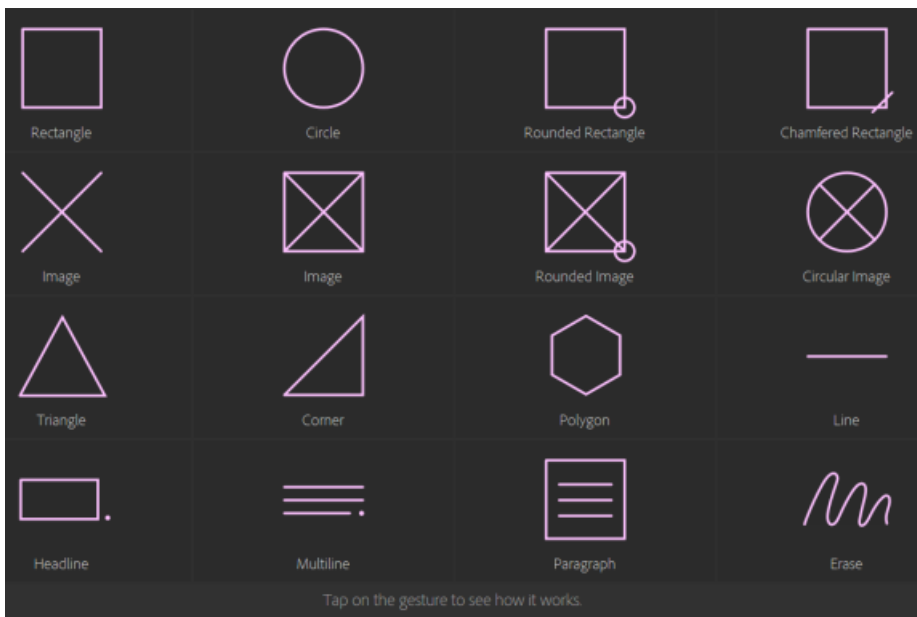 Rectangle
Circle
Rounded Rectangle
Chamfered Rectangle
Image
Image
Rounded Image
Circular Image
Triangle
Corner
Polygon
Line
Headline
Multiline
Paragraph
Erase
Tap on the gesture to see how it works.